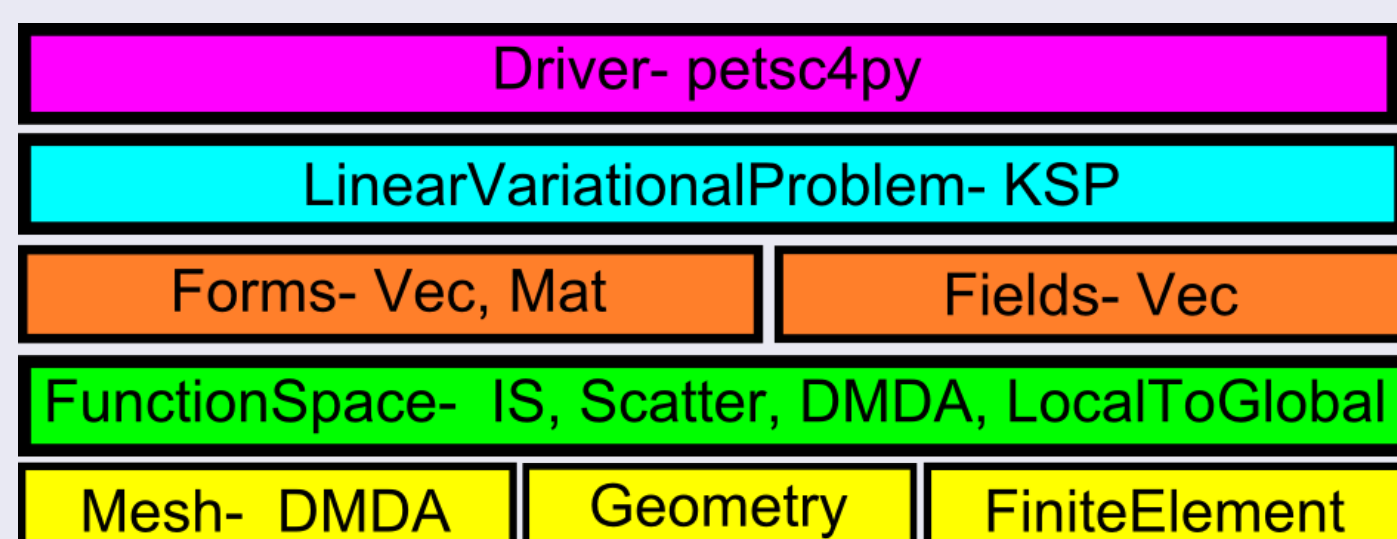 Driver- petsc4py
LinearVariationalProblem- KSP
Forms- Vec, Mat
Fields- Vec
FunctionSpace- IS, Scatter, DMDA, LocalToGlobal
Mesh- DMDA
Geometry
FiniteElement